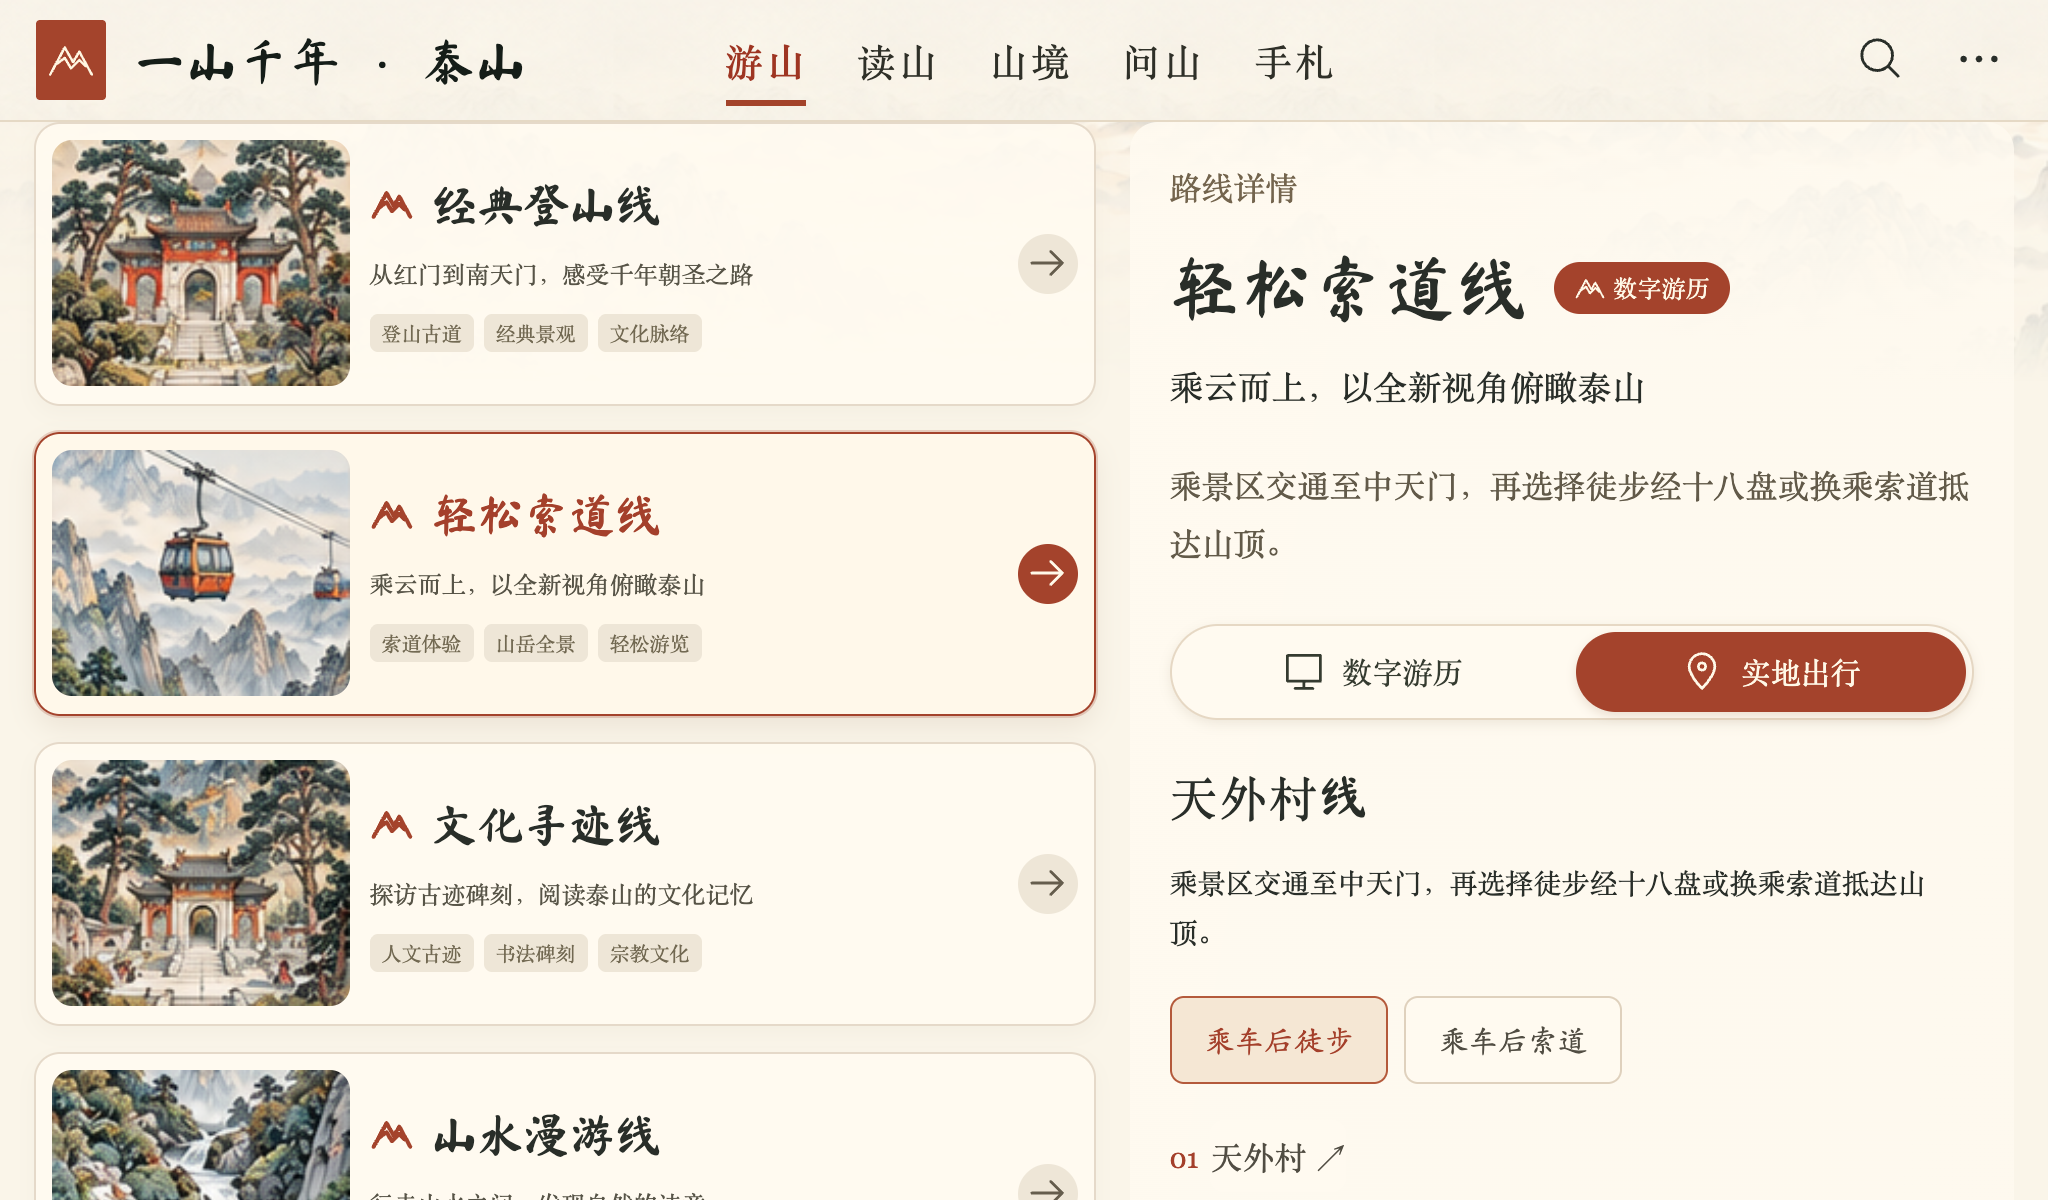 一山千年 · 泰山
游山 读山 山境 问山 手札
经典登山线
从红门到南天门，感受千年朝圣之路
登山古道 经典景观 文化脉络
轻松索道线
乘云而上，以全新视角俯瞰泰山
索道体验 山岳全景 轻松游览
文化寻迹线
探访古迹碑刻，阅读泰山的文化记忆
人文古迹 书法碑刻 宗教文化
山水漫游线
路线详情
轻松索道线
数字游历
乘云而上，以全新视角俯瞰泰山
乘景区交通至中天门，再选择徒步经十八盘或换乘索道抵
达山顶。
数字游历 实地出行
天外村线
乘景区交通至中天门，再选择徒步经十八盘或换乘索道抵达山
顶。
乘车后徒步 乘车后索道
01 天外村 ↗